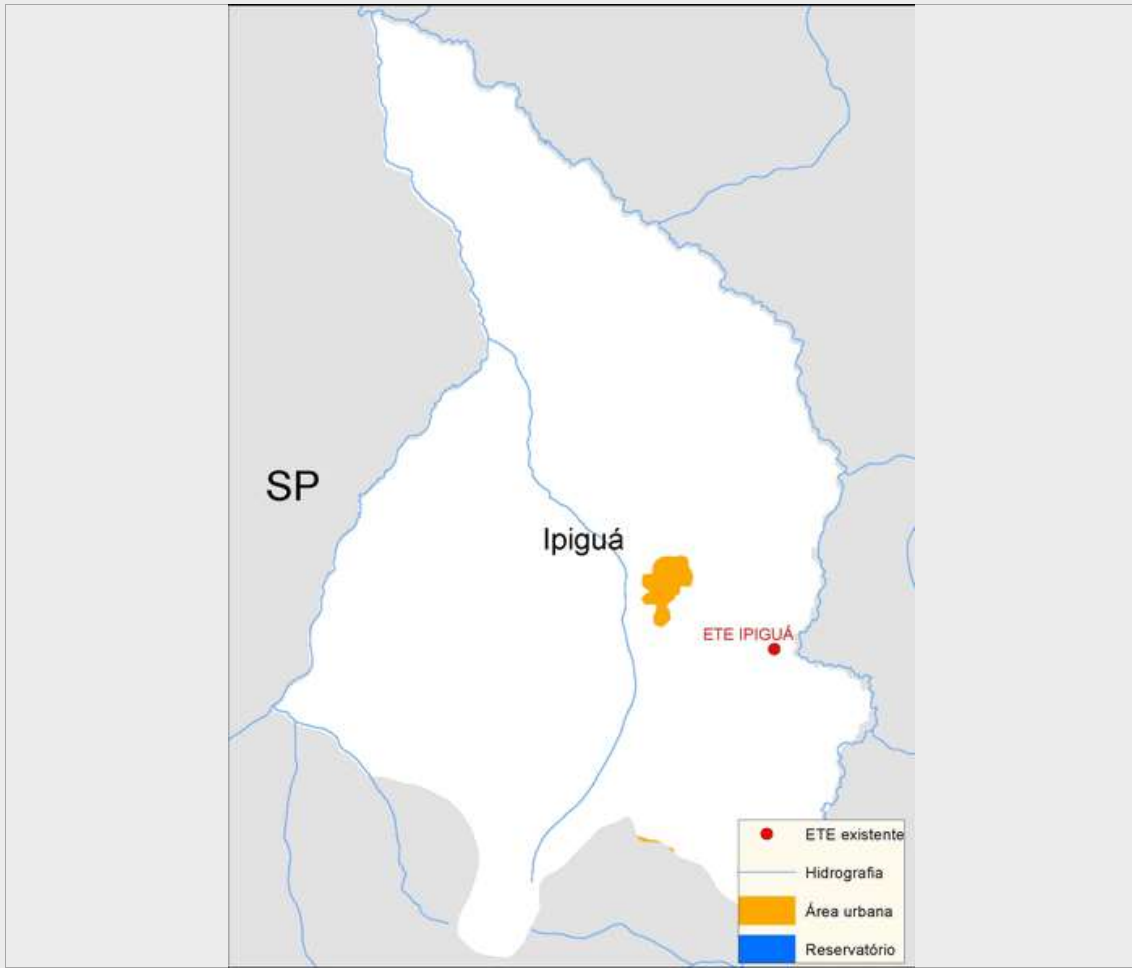 SP
Ipiguá
ETE IPIGUÁ
ETE existente
Hidrografia
Área urbana
Reservatório